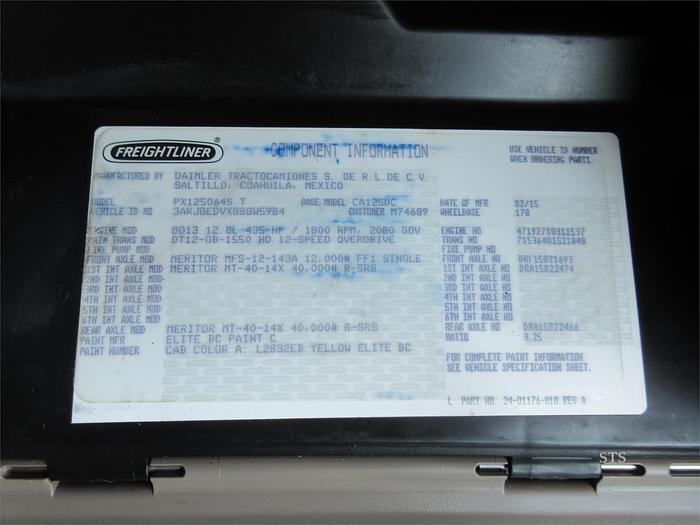 FREIGHTLINER ® COMPONENT INFORMATION
USE VEHICLE ID NUMBER
WHEN ORDERING PARTS.
MANUFACTURED BY DAIMLER TRACTOCAMIONES S. DE R.L. DE C.V.
SALTILLO, COAHUILA, MEXICO
MODEL PX125064S T BASE MODEL CA125DC DATE OF MFR 02/15
VEHICLE ID NO CUSTOMER M74689 WHEELBASE 178
ENGINE MOD DD13 12.8L 435 HP / 1800 RPM, 2080 GOV ENGINE NO 471927S0311537
MAIN TRANS MOD DT12-OB-1550 HD 12-SPEED OVERDRIVE TRANS NO 71536401521848
FIRE PUMP MOD FIRE PUMP NO
FRONT AXLE MOD MERITOR MFS-12-143A 12,000# FF1 SINGLE FRONT AXLE NO DRF15021693
1ST INT AXLE MOD MERITOR MT-40-14X 40,000# R-SRS 1ST INT AXLE NO DRA15022474
2ND INT AXLE MOD 2ND INT AXLE NO
3RD INT AXLE MOD 3RD INT AXLE NO
4TH INT AXLE MOD 4TH INT AXLE NO
5TH INT AXLE MOD 5TH INT AXLE NO
6TH INT AXLE MOD 6TH INT AXLE NO
REAR AXLE MOD MERITOR MT-40-14X 40,000# R-SRS REAR AXLE NO DRA15022466
PAINT MFR ELITE BC PAINT C RATIO 3.25
PAINT NUMBER CAB COLOR A: L2832EB YELLOW ELITE BC
FOR COMPLETE PAINT INFORMATION
SEE VEHICLE SPECIFICATION SHEET.
L PART NO. 24-01176-010 REV A
STS